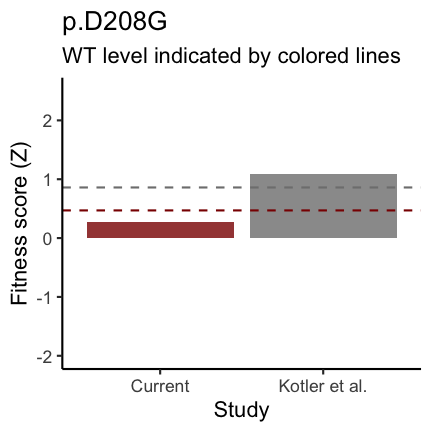 p.D208G
WT level indicated by colored lines
Fitness score (Z)
2
1
0
-1
-2
Current
Kotler et al.
Study